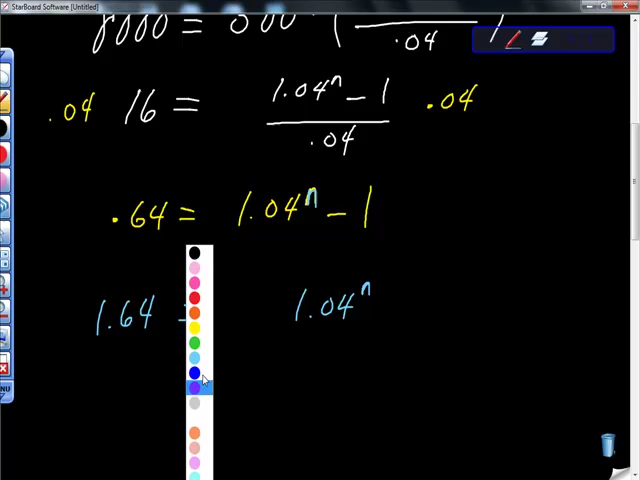 StarBoard Software [Untitled]
8000 = 500 · (
.04 )
.04 16 = 1.04ⁿ – 1 · .04
.04
.64 = 1.04ⁿ – 1
1.64 = 1.04ⁿ